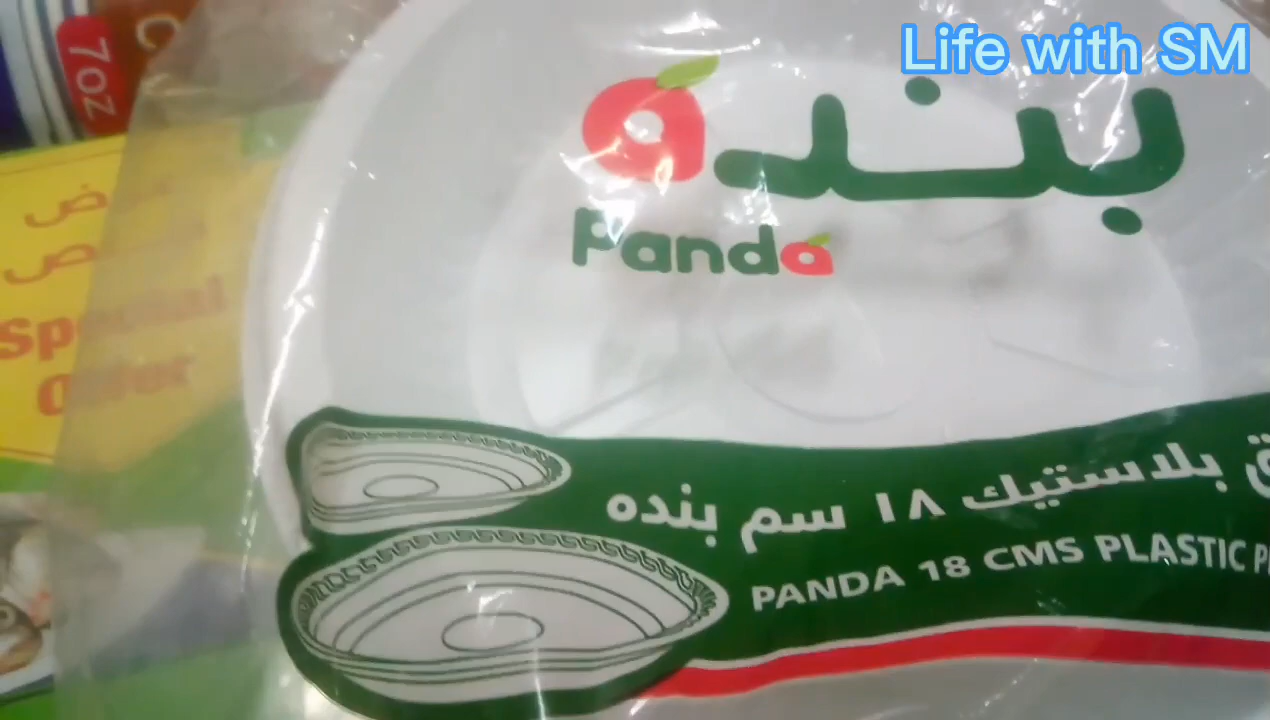 Life with SM
7oz
بنده
Panda
Special
Offer
بلاستيك ١٨ سم بنده
PANDA 18 CMS PLASTIC